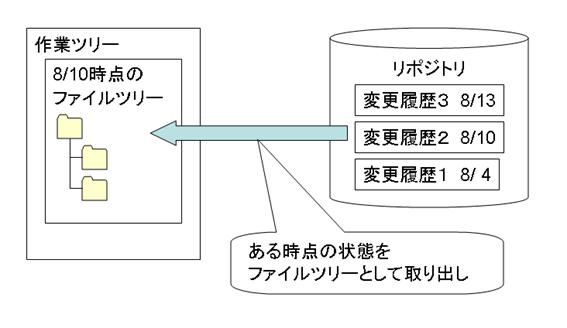 作業ツリー
8/10時点の
ファイルツリー
リポジトリ
変更履歴３ 8/13
変更履歴２ 8/10
変更履歴１ 8/ 4
ある時点の状態を
ファイルツリーとして取り出し